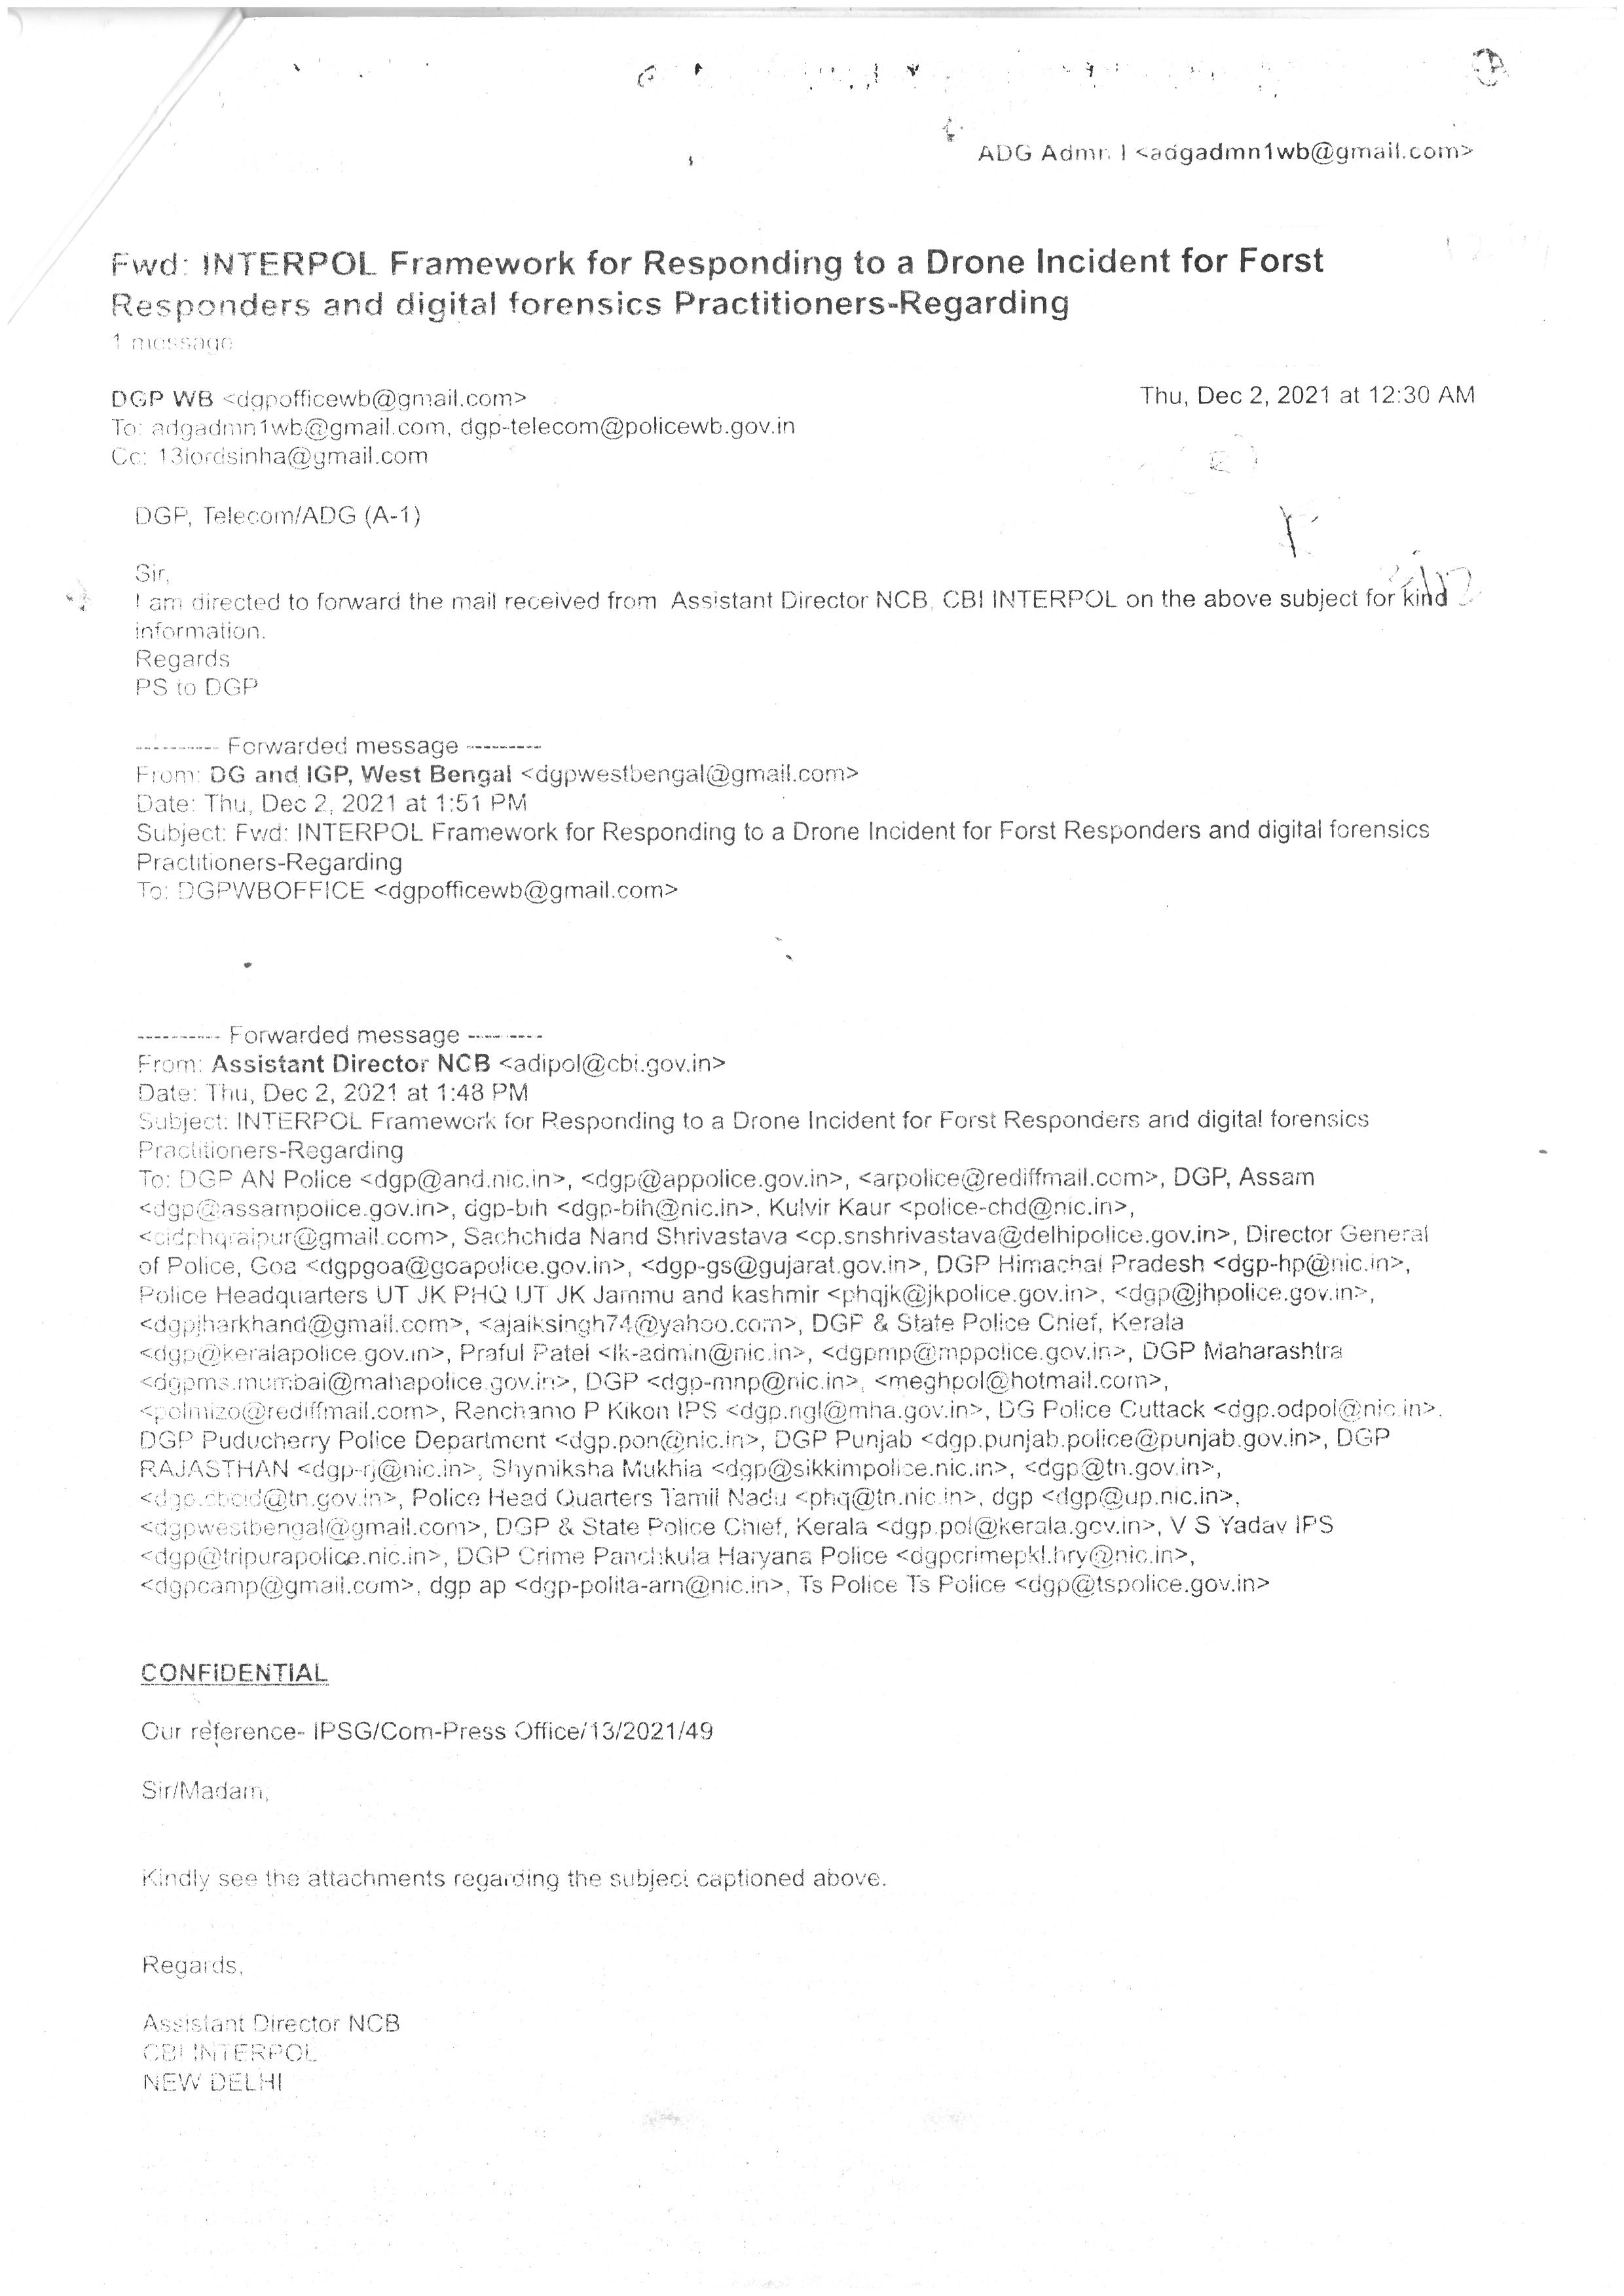 ADG Admn I <adgadmn1wb@gmail.com>
Fwd: INTERPOL Framework for Responding to a Drone Incident for Forst
Responders and digital forensics Practitioners-Regarding
1 message
DGP WB <dgpofficewb@gmail.com>
Thu, Dec 2, 2021 at 12:30 AM
To: adgadmn1wb@gmail.com, dgp-telecom@policewb.gov.in
Cc: 13lordsinha@gmail.com
DGP, Telecom/ADG (A-1)
Sir,
I am directed to forward the mail received from Assistant Director NCB, CBI INTERPOL on the above subject for kind
information.
Regards
PS to DGP
---------- Forwarded message ---------
From: DG and IGP, West Bengal <dgpwestbengal@gmail.com>
Date: Thu, Dec 2, 2021 at 1:51 PM
Subject: Fwd: INTERPOL Framework for Responding to a Drone Incident for Forst Responders and digital forensics
Practitioners-Regarding
To: DGPWBOFFICE <dgpofficewb@gmail.com>
---------- Forwarded message ---------
From: Assistant Director NCB <adipol@cbi.gov.in>
Date: Thu, Dec 2, 2021 at 1:48 PM
Subject: INTERPOL Framework for Responding to a Drone Incident for Forst Responders and digital forensics
Practitioners-Regarding
To: DGP AN Police <dgp@and.nic.in>, <dgp@appolice.gov.in>, <arpolice@rediffmail.com>, DGP, Assam
<dgp@assampolice.gov.in>, dgp-bih <dgp-bih@nic.in>, Kulvir Kaur <police-chd@nic.in>,
<cidphqraipur@gmail.com>, Sachchida Nand Shrivastava <cp.snshrivastava@delhipolice.gov.in>, Director General
of Police, Goa <dgpgoa@goapolice.gov.in>, <dgp-gs@gujarat.gov.in>, DGP Himachal Pradesh <dgp-hp@nic.in>,
Police Headquarters UT JK PHQ UT JK Jammu and kashmir <phqjk@jkpolice.gov.in>, <dgp@jhpolice.gov.in>,
<dgpjharkhand@gmail.com>, <ajaiksingh74@yahoo.com>, DGP & State Police Chief, Kerala
<dgp@keralapolice.gov.in>, Praful Patel <lk-admin@nic.in>, <dgpmp@mppolice.gov.in>, DGP Maharashtra
<dgpms.mumbai@mahapolice.gov.in>, DGP <dgp-mnp@nic.in>, <meghpol@hotmail.com>,
<polmizo@rediffmail.com>, Renchamo P Kikon IPS <dgp.ngl@mha.gov.in>, DG Police Cuttack <dgp.odpol@nic.in>,
DGP Puducherry Police Department <dgp.pon@nic.in>, DGP Punjab <dgp.punjab.police@punjab.gov.in>, DGP
RAJASTHAN <dgp-rj@nic.in>, Shymiksha Mukhia <dgp@sikkimpolice.nic.in>, <dgp@tn.gov.in>,
<dgp.cbcid@tn.gov.in>, Police Head Quarters Tamil Nadu <phq@tn.nic.in>, dgp <dgp@up.nic.in>,
<dgpwestbengal@gmail.com>, DGP & State Police Chief, Kerala <dgp.pol@kerala.gov.in>, V S Yadav IPS
<dgp@tripurapolice.nic.in>, DGP Crime Panchkula Haryana Police <dgpcrimepkl.hry@nic.in>,
<dgpcamp@gmail.com>, dgp ap <dgp-polita-arn@nic.in>, Ts Police Ts Police <dgp@tspolice.gov.in>
CONFIDENTIAL
Our reference- IPSG/Com-Press Office/13/2021/49
Sir/Madam,
Kindly see the attachments regarding the subject captioned above.
Regards,
Assistant Director NCB
CBI INTERPOL
NEW DELHI